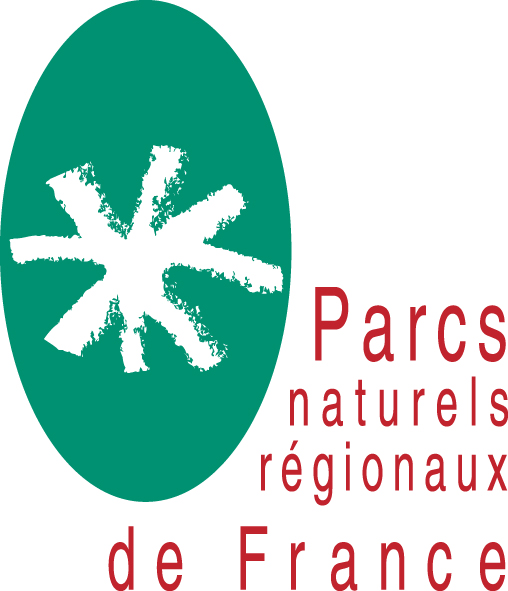 Parcs
naturels
régionaux
de France